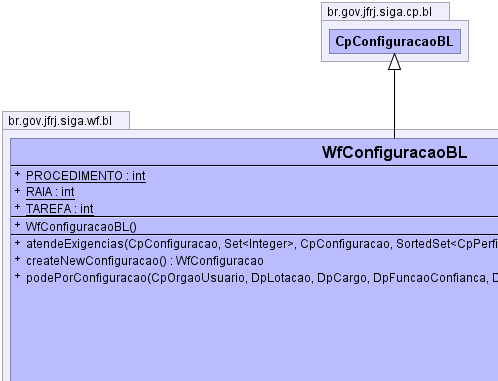 br.gov.jfrj.siga.cp.bl
CpConfiguracaoBL
br.gov.jfrj.siga.wf.bl
WfConfiguracaoBL
+ PROCEDIMENTO : int
+ RAIA : int
+ TAREFA : int
+ WfConfiguracaoBL()
+ atendeExigencias(CpConfiguracao, Set<Integer>, CpConfiguracao, SortedSet<CpPerfi
+ createNewConfiguracao() : WfConfiguracao
+ podePorConfiguracao(CpOrgaoUsuario, DpLotacao, DpCargo, DpFuncaoConfianca, D